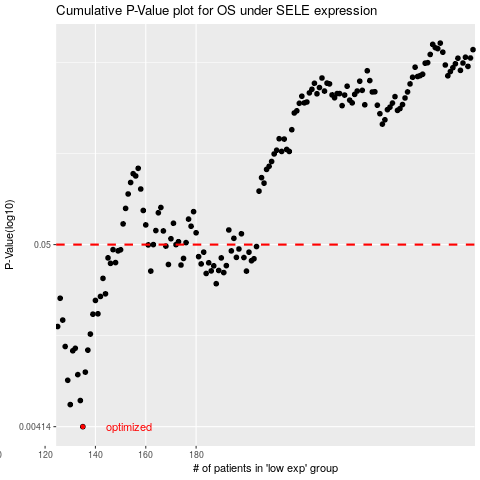 Cumulative P-Value plot for OS under SELE expression
P-Value(log10)
0.05
0.00414
optimized
0 120 140 160 180
# of patients in 'low exp' group